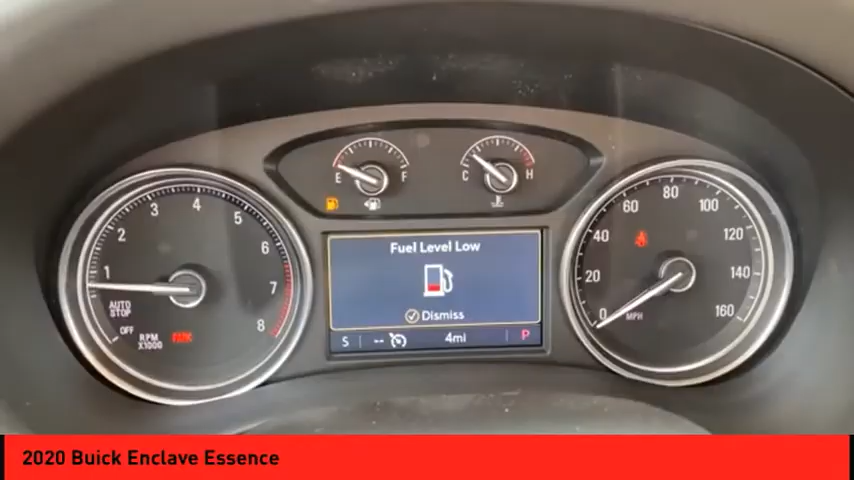 E F
C H
1 2 3 4 5 6 7 8
AUTO
STOP
OFF
RPM
X1000
PARK
Fuel Level Low
Dismiss
S -- 4mi P
0 20 40 60 80 100 120 140 160
MPH
2020 Buick Enclave Essence